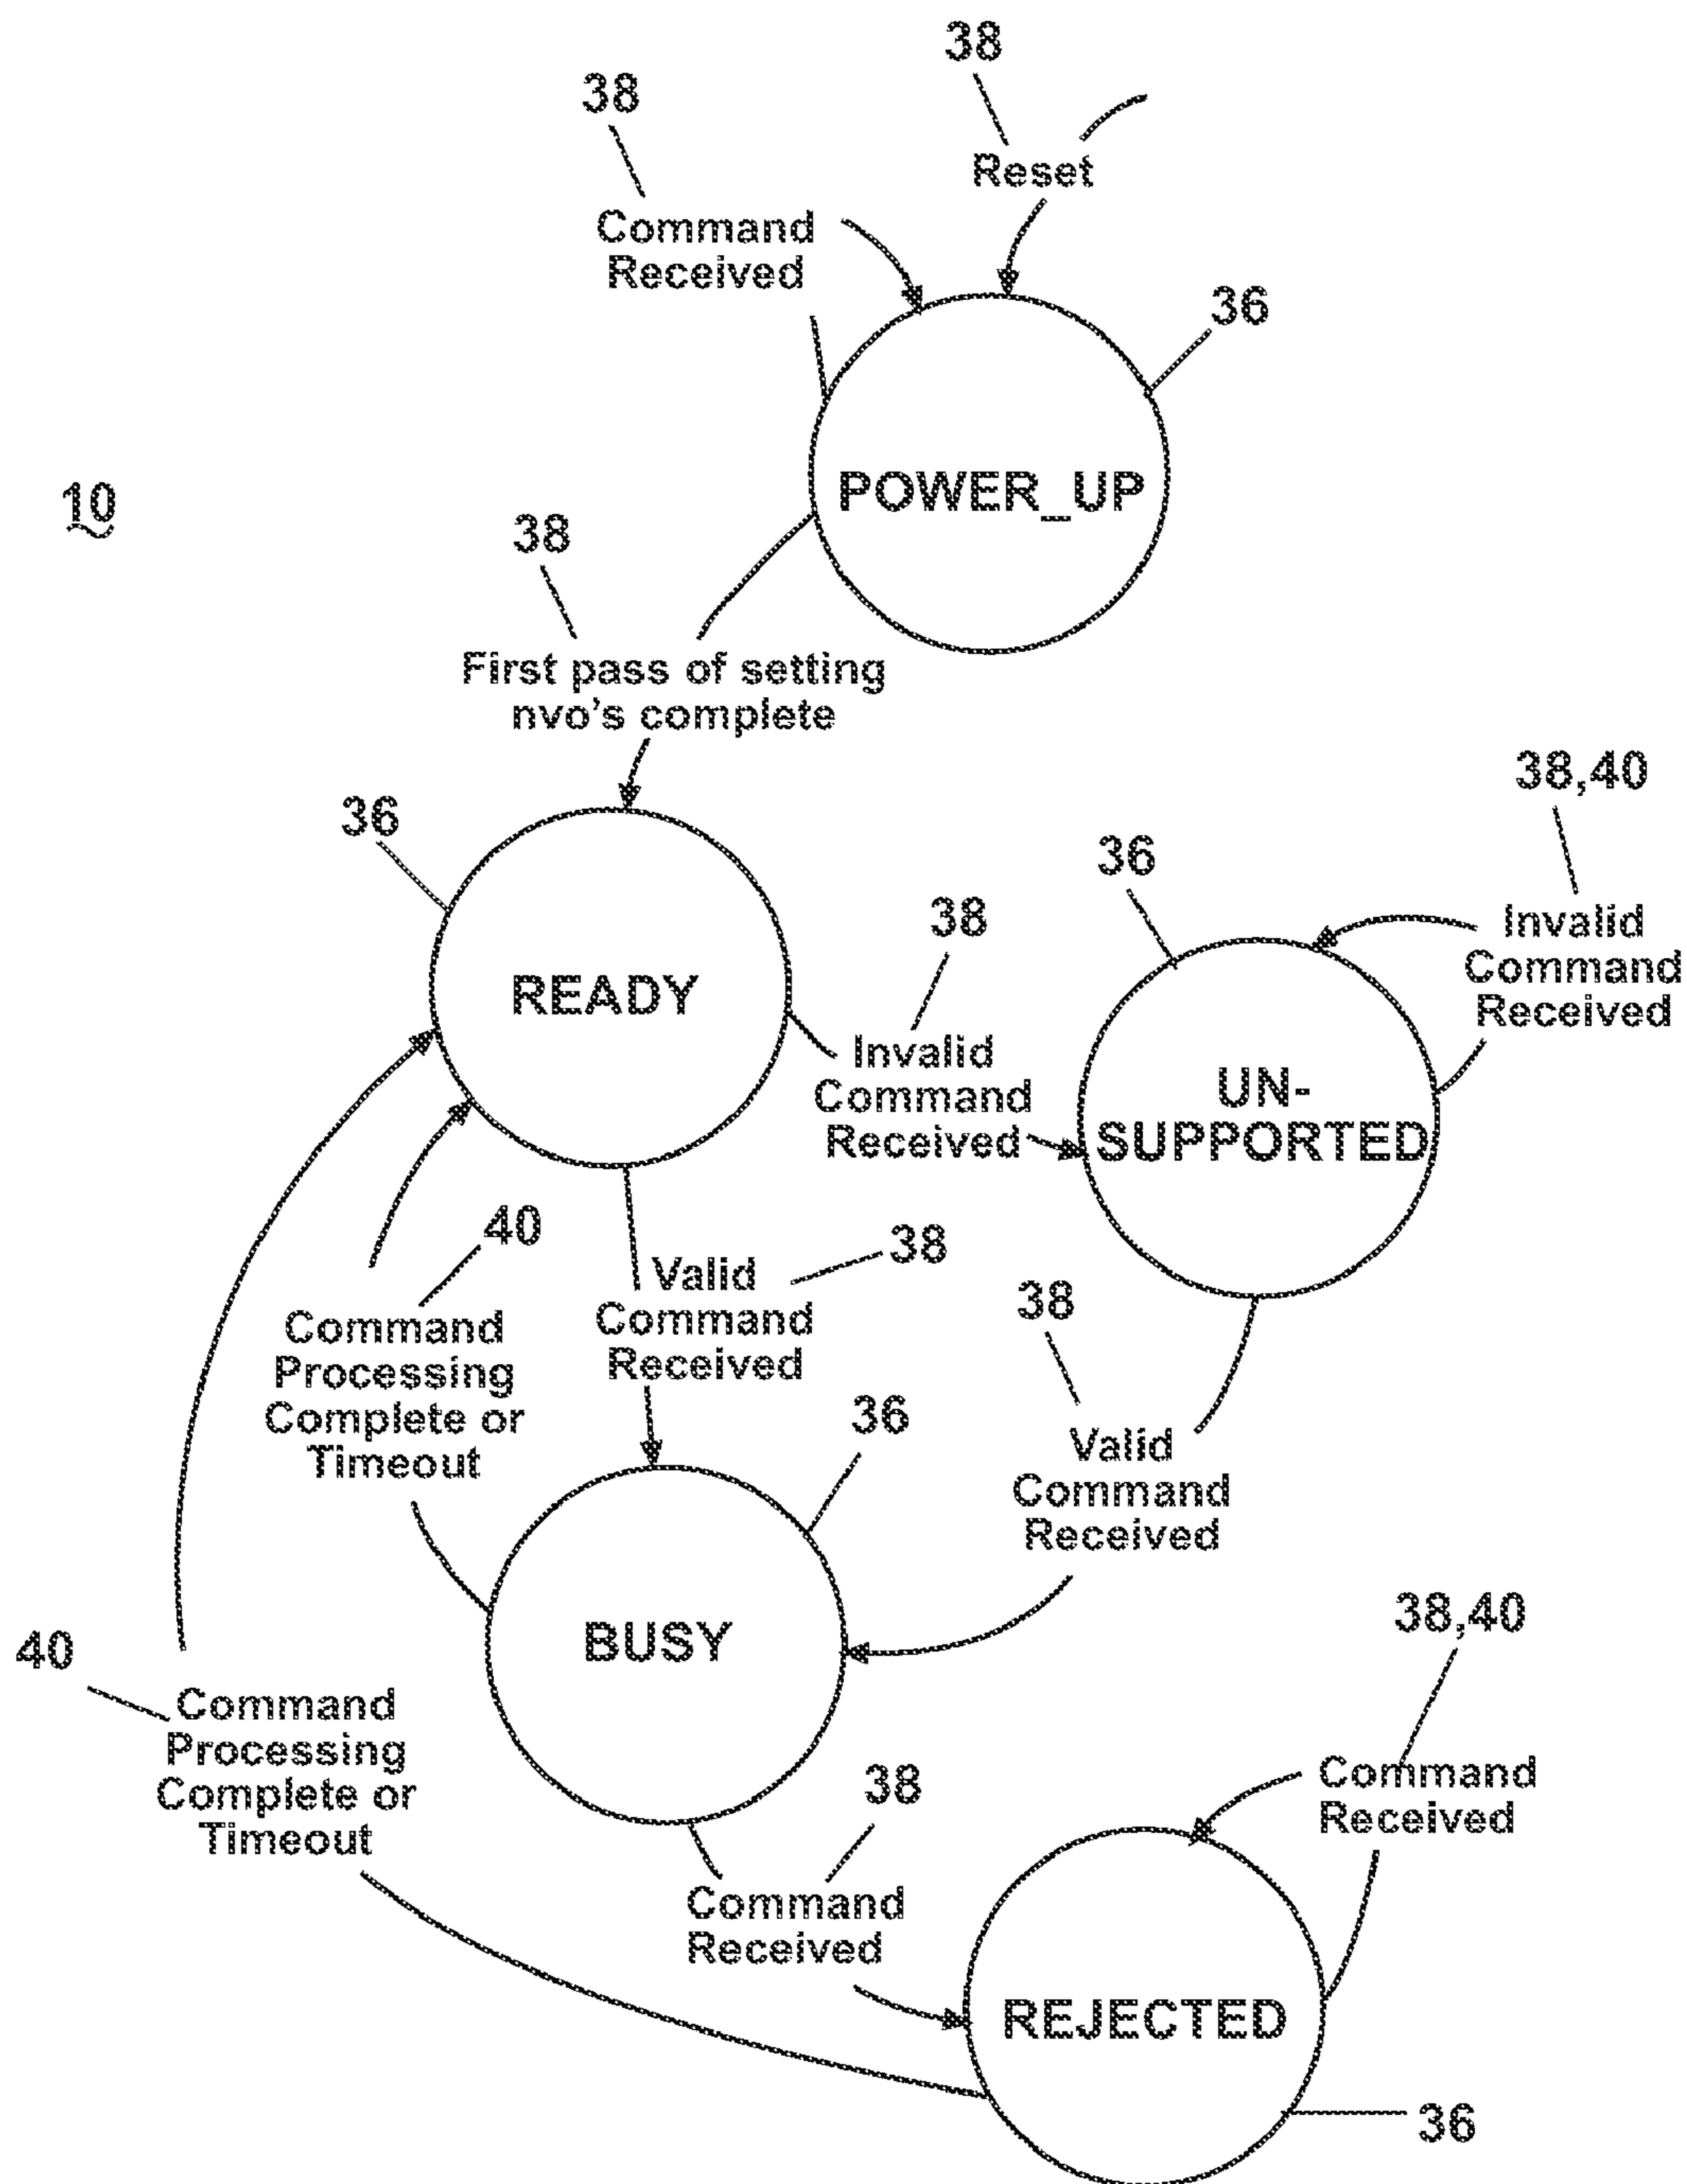 38
38
Reset
Command
Received
36
POWER_UP
10
38
First pass of setting
nvo's complete
38,40
36
36
Invalid
Command
Received
38
READY
Invalid
Command
Received
UN-
SUPPORTED
40
38
Valid
Command
Received
38
Command
Processing
Complete or
Timeout
36
Valid
Command
Received
BUSY
38,40
40
Command
Processing
Complete or
Timeout
38
Command
Received
Command
Received
REJECTED
36